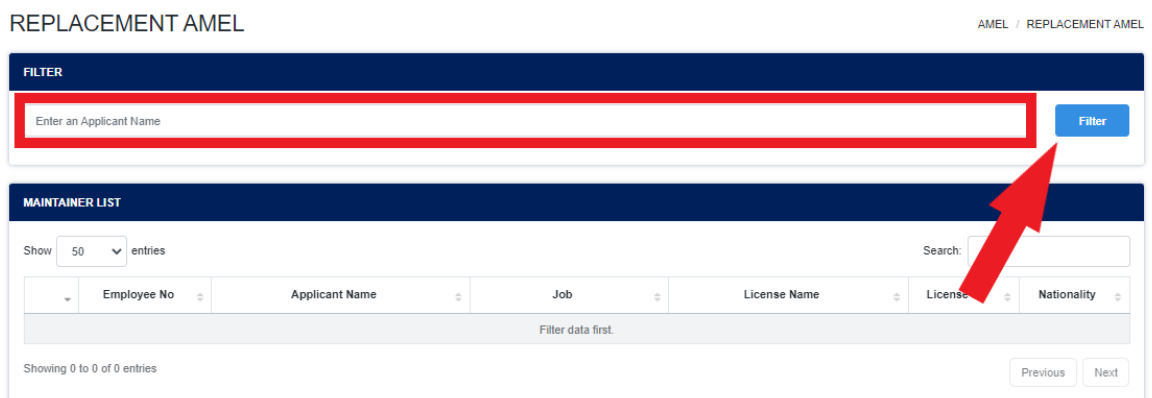 REPLACEMENT AMEL
AMEL / REPLACEMENT AMEL
FILTER
Enter an Applicant Name
Filter
MAINTAINER LIST
Show 50 entries
Search:
Employee No Applicant Name Job License Name License Nationality
Filter data first.
Showing 0 to 0 of 0 entries
Previous Next